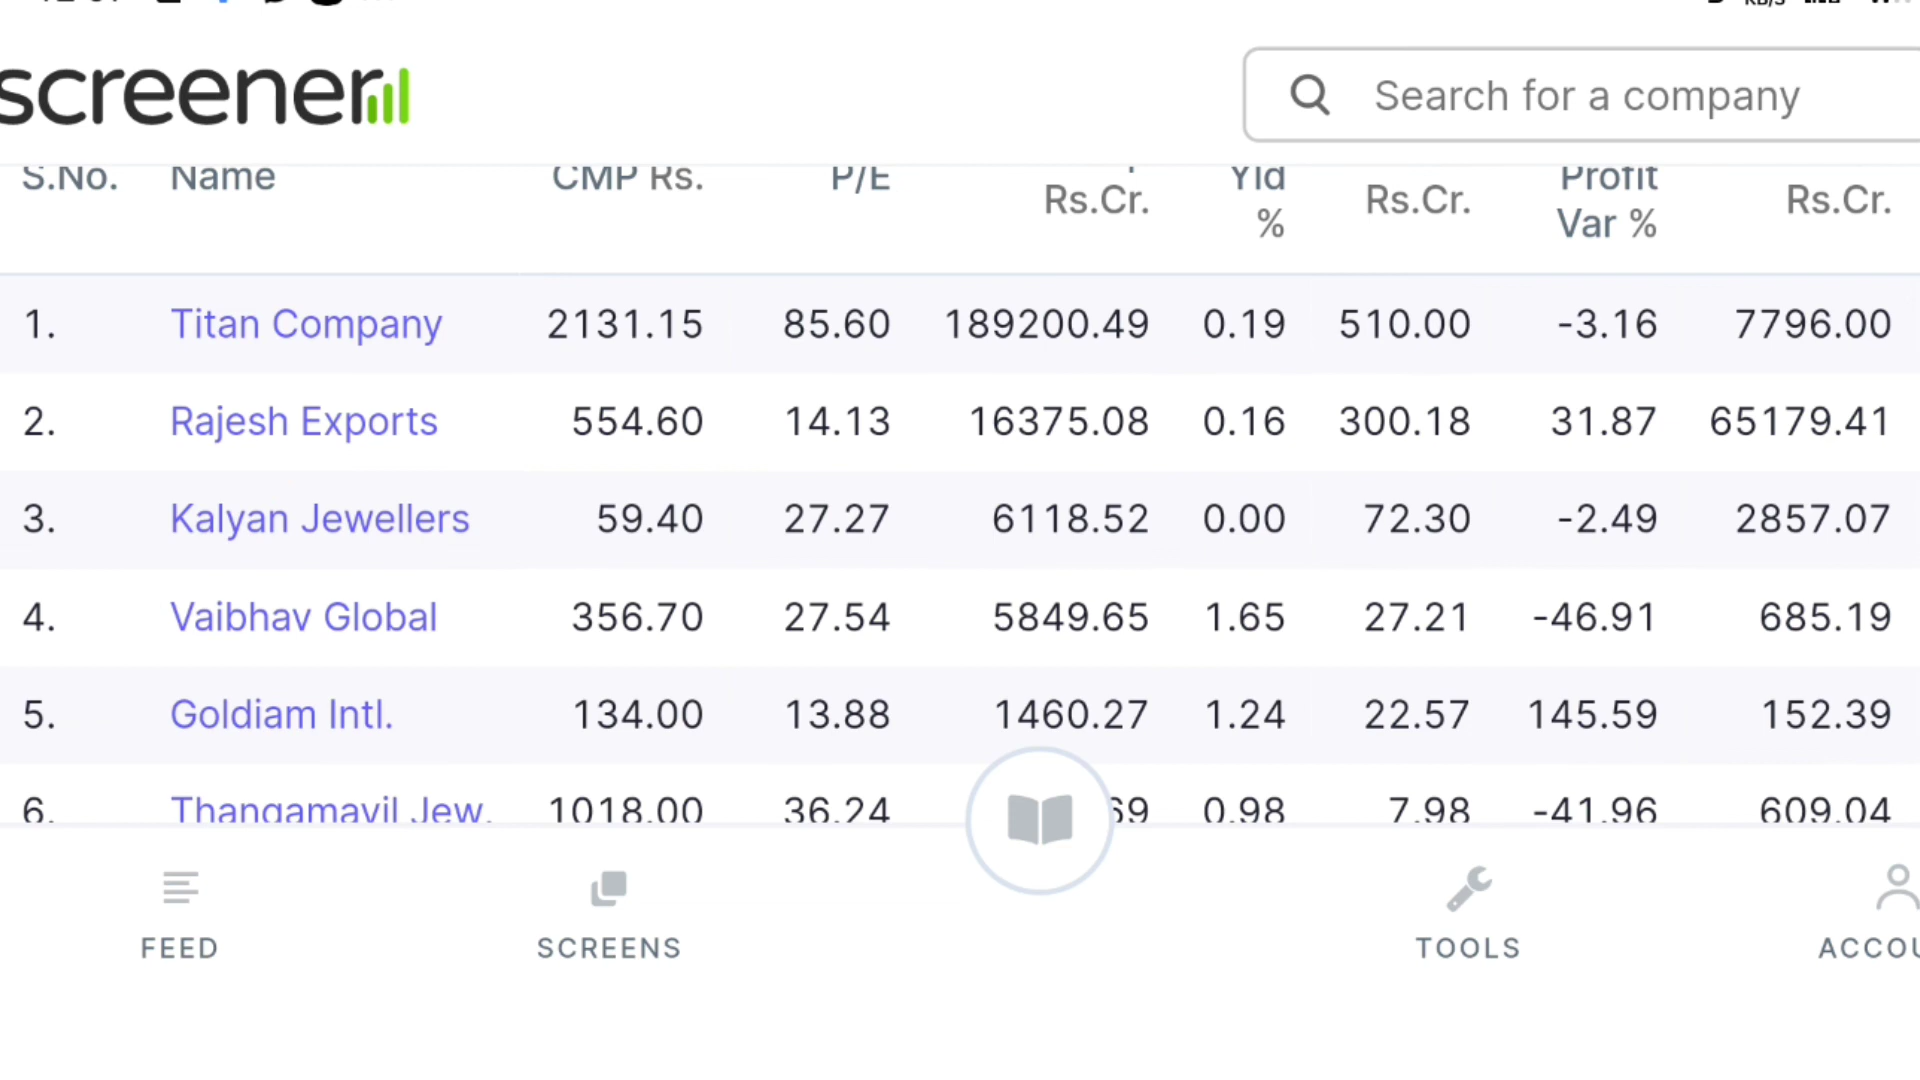 screener
Search for a company
S.No. Name CMP Rs. P/E Rs.Cr. Yld % Rs.Cr. Profit Var % Rs.Cr.
1. Titan Company 2131.15 85.60 189200.49 0.19 510.00 -3.16 7796.00
2. Rajesh Exports 554.60 14.13 16375.08 0.16 300.18 31.87 65179.41
3. Kalyan Jewellers 59.40 27.27 6118.52 0.00 72.30 -2.49 2857.07
4. Vaibhav Global 356.70 27.54 5849.65 1.65 27.21 -46.91 685.19
5. Goldiam Intl. 134.00 13.88 1460.27 1.24 22.57 145.59 152.39
6. Thangamayil Jew. 1018.00 36.24 69 0.98 7.98 -41.96 609.04
FEED SCREENS TOOLS ACCOU